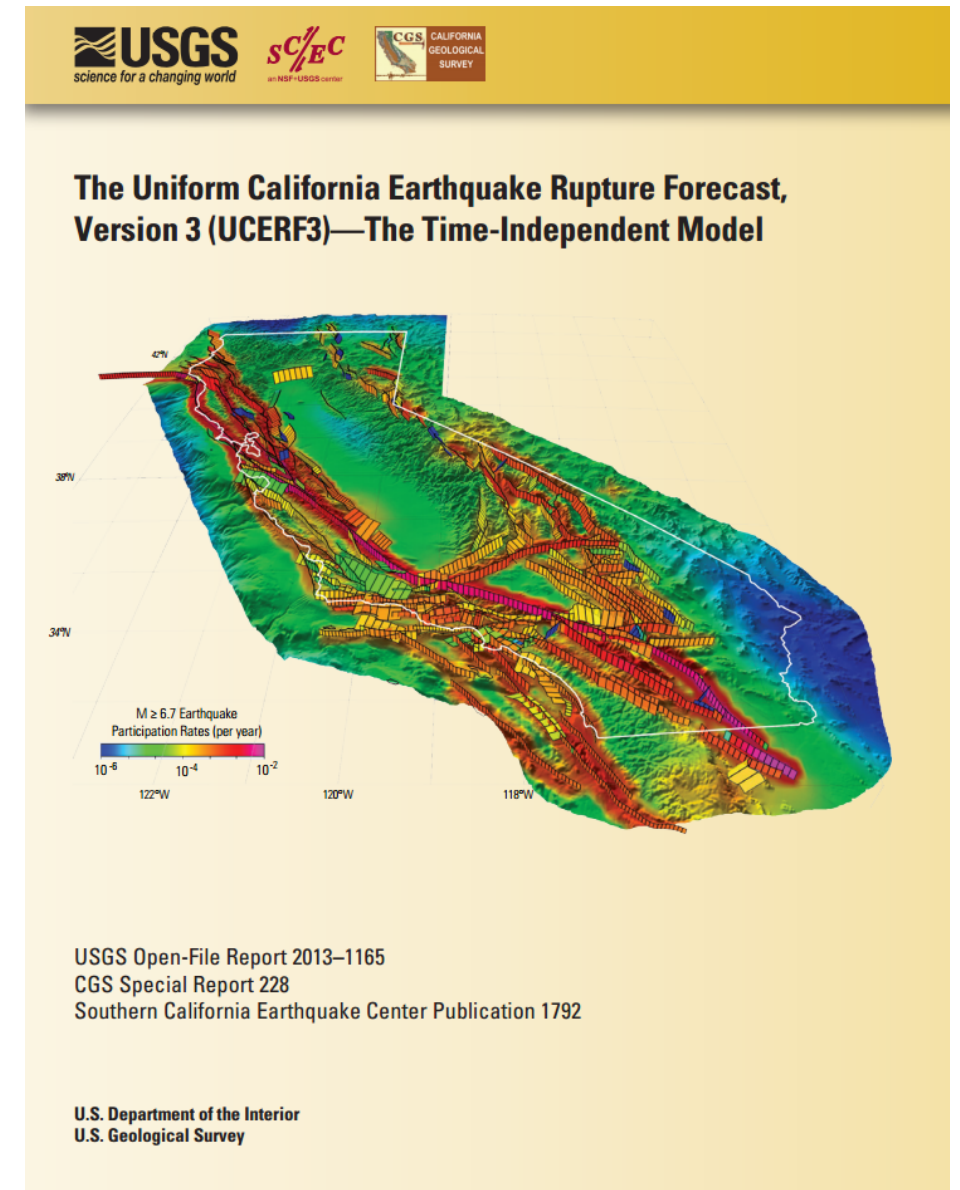 USGS
science for a changing world
SC/EC
an NSF+USGS center
CGS
CALIFORNIA
GEOLOGICAL
SURVEY
The Uniform California Earthquake Rupture Forecast,
Version 3 (UCERF3)—The Time-Independent Model
42°N
38°N
34°N
M ≥ 6.7 Earthquake
Participation Rates (per year)
10⁻⁶ 10⁻⁴ 10⁻²
122°W 120°W 118°W
USGS Open-File Report 2013–1165
CGS Special Report 228
Southern California Earthquake Center Publication 1792
U.S. Department of the Interior
U.S. Geological Survey